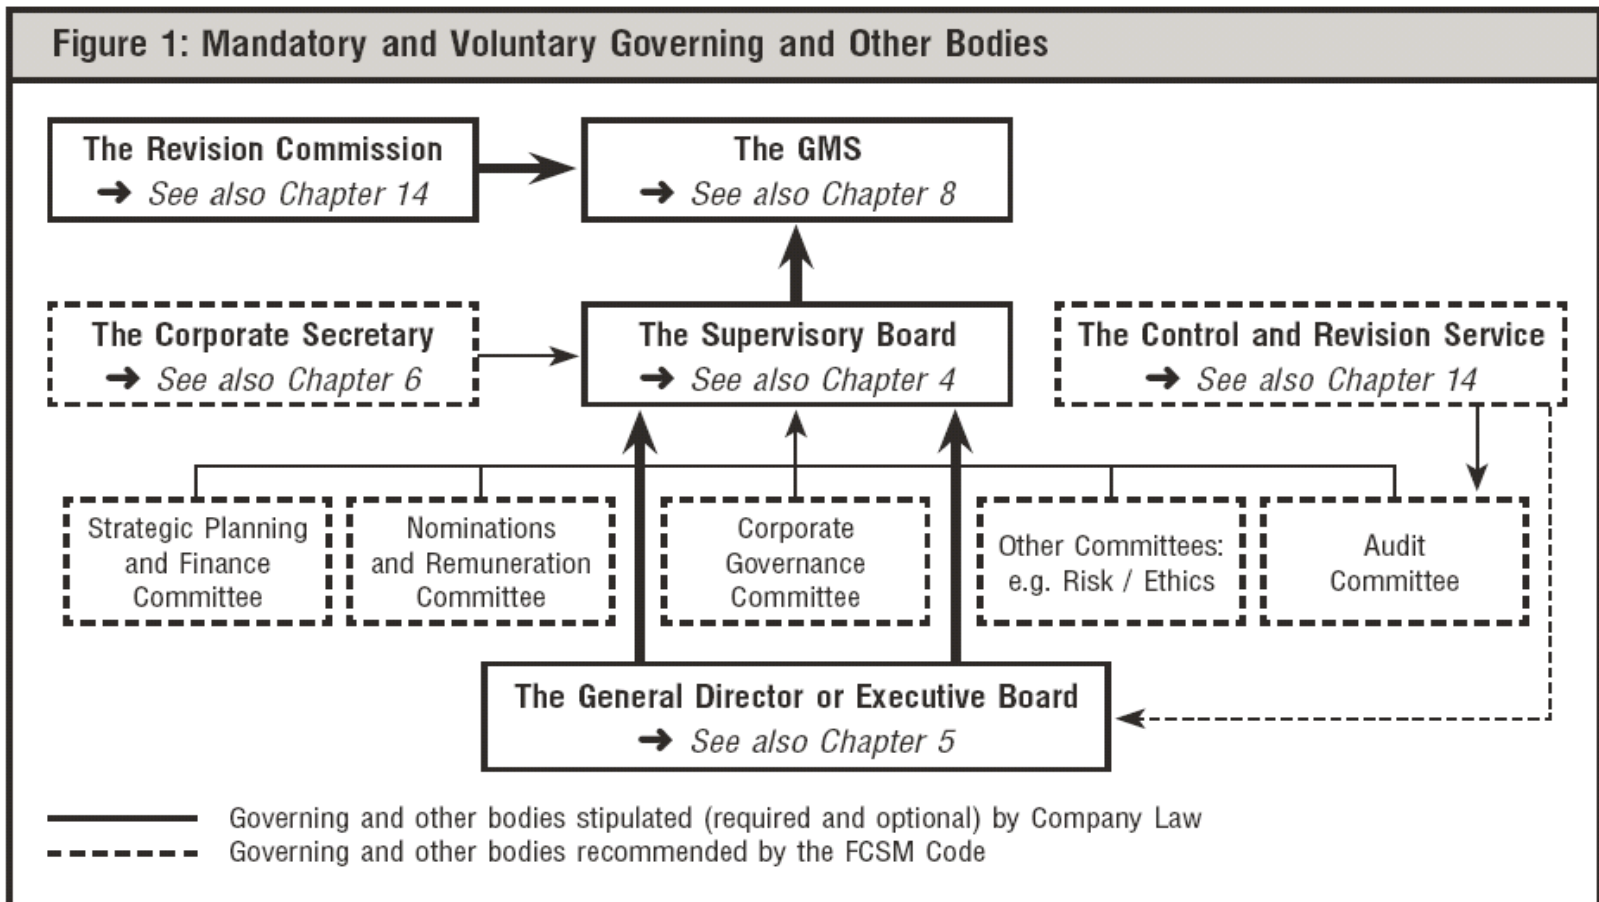 Figure 1: Mandatory and Voluntary Governing and Other Bodies
The Revision Commission
➜ See also Chapter 14
The GMS
➜ See also Chapter 8
The Corporate Secretary
➜ See also Chapter 6
The Supervisory Board
➜ See also Chapter 4
The Control and Revision Service
➜ See also Chapter 14
Strategic Planning
and Finance
Committee
Nominations
and Remuneration
Committee
Corporate
Governance
Committee
Other Committees:
e.g. Risk / Ethics
Audit
Committee
The General Director or Executive Board
➜ See also Chapter 5
Governing and other bodies stipulated (required and optional) by Company Law
Governing and other bodies recommended by the FCSM Code